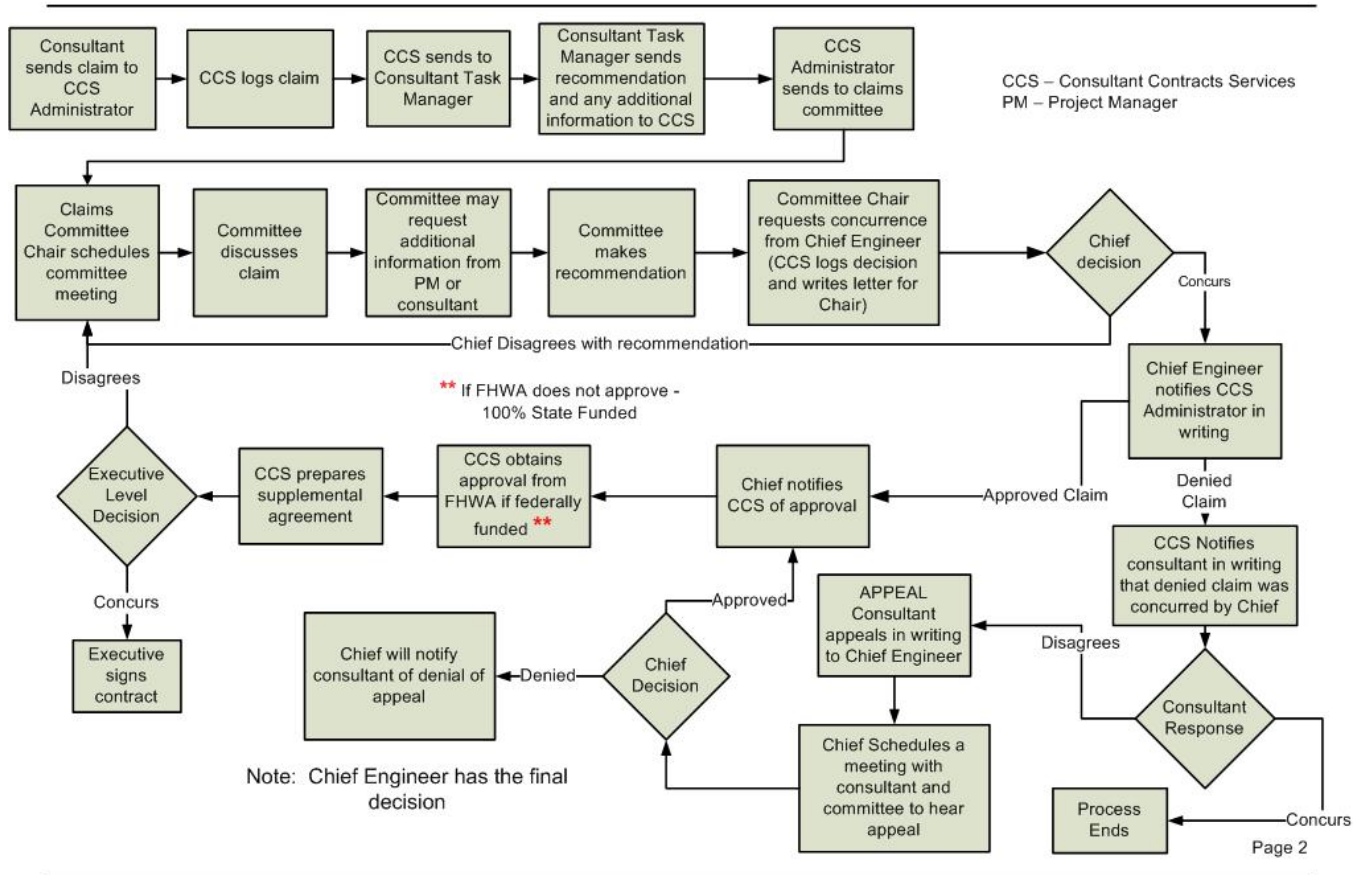 Consultant
sends claim to
CCS
Administrator
CCS logs claim
CCS sends to
Consultant Task
Manager
Consultant Task
Manager sends
recommendation
and any additional
information to CCS
CCS
Administrator
sends to claims
committee
CCS – Consultant Contracts Services
PM – Project Manager
Claims
Committee
Chair schedules
committee
meeting
Committee
discusses
claim
Committee may
request
additional
information from
PM or
consultant
Committee
makes
recommendation
Committee Chair
requests concurrence
from Chief Engineer
(CCS logs decision
and writes letter for
Chair)
Chief
decision
Concurs
Chief Disagrees with recommendation
Disagrees
** If FHWA does not approve -
100% State Funded
Chief Engineer
notifies CCS
Administrator in
writing
Executive
Level
Decision
CCS prepares
supplemental
agreement
CCS obtains
approval from
FHWA if federally
funded **
Chief notifies
CCS of approval
Approved Claim
Denied
Claim
CCS Notifies
consultant in writing
that denied claim was
concurred by Chief
Concurs
Executive
signs
contract
Chief will notify
consultant of denial of
appeal
Denied
Chief
Decision
Approved
APPEAL
Consultant
appeals in writing
to Chief Engineer
Disagrees
Consultant
Response
Chief Schedules a
meeting with
consultant and
committee to hear
appeal
Note: Chief Engineer has the final
decision
Process
Ends
Concurs
Page 2